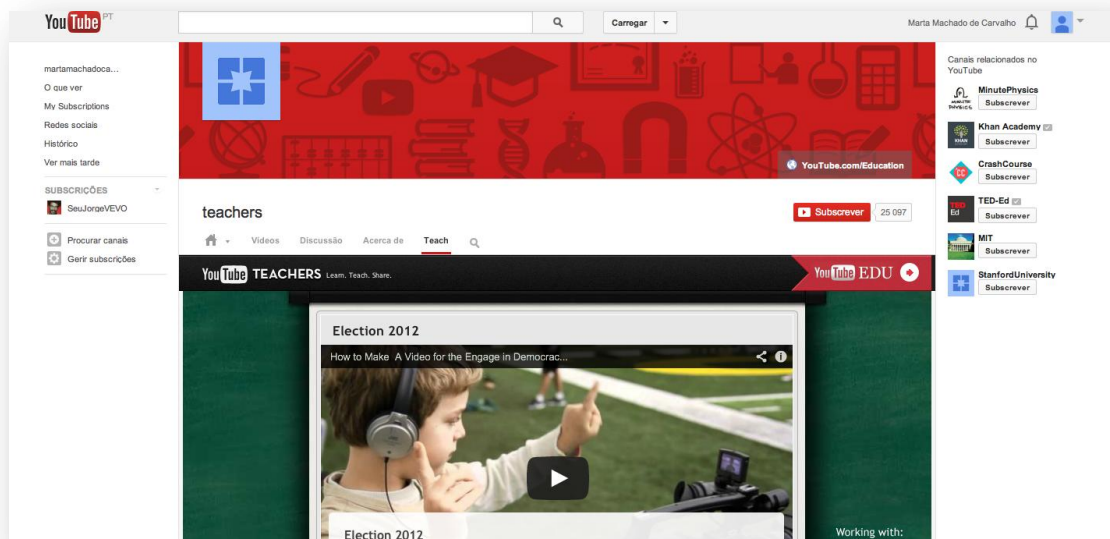 YouTube PT
Carregar
Marta Machado de Carvalho
martamachadoca...
O que ver
My Subscriptions
Redes sociais
Histórico
Ver mais tarde
SUBSCRIÇÕES
SeuJorgeVEVO
Procurar canais
Gerir subscrições
YouTube.com/Education
teachers
Subscrever 25 097
Vídeos Discussão Acerca de Teach
YouTube TEACHERS Learn. Teach. Share.
YouTube EDU
Election 2012
How to Make A Video for the Engage in Democrac...
Election 2012
Working with:
Canais relacionados no
YouTube
MinutePhysics
Subscrever
Khan Academy
Subscrever
CrashCourse
Subscrever
TED-Ed
Subscrever
MIT
Subscrever
StanfordUniversity
Subscrever